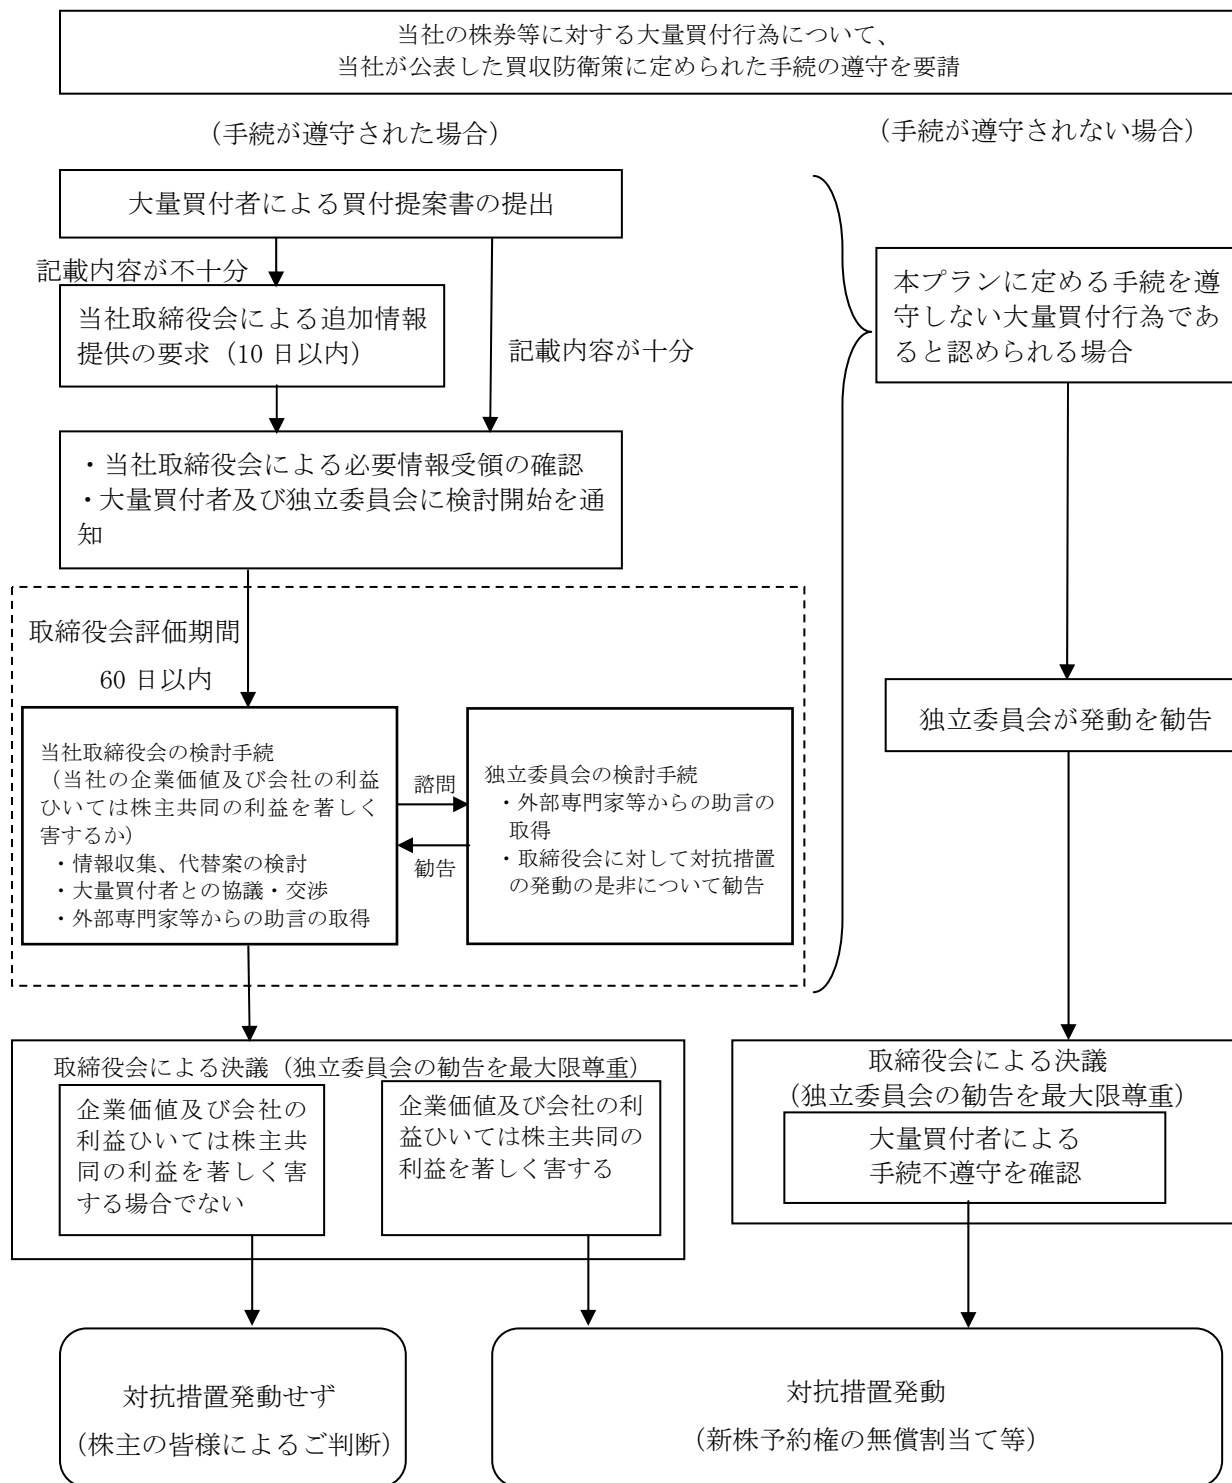 当社の株券等に対する大量買付行為について、
当社が公表した買収防衛策に定められた手続の遵守を要請
(手続が遵守された場合)
(手続が遵守されない場合)
大量買付者による買付提案書の提出
記載内容が不十分
当社取締役会による追加情報
提供の要求(10 日以内)
記載内容が十分
・当社取締役会による必要情報受領の確認
・大量買付者及び独立委員会に検討開始を通
知
本プランに定める手続を遵
守しない大量買付行為であ
ると認められる場合
取締役会評価期間
60 日以内
当社取締役会の検討手続
(当社の企業価値及び会社の利益
ひいては株主共同の利益を著しく
害するか)
・情報収集、代替案の検討
・大量買付者との協議・交渉
・外部専門家等からの助言の取得
諮問
勧告
独立委員会の検討手続
・外部専門家等からの助言の
取得
・取締役会に対して対抗措置
の発動の是非について勧告
独立委員会が発動を勧告
取締役会による決議(独立委員会の勧告を最大限尊重)
企業価値及び会社の
利益ひいては株主共
同の利益を著しく害
する場合でない
企業価値及び会社の利
益ひいては株主共同の
利益を著しく害する
取締役会による決議
(独立委員会の勧告を最大限尊重)
大量買付者による
手続不遵守を確認
対抗措置発動せず
(株主の皆様によるご判断)
対抗措置発動
(新株予約権の無償割当て等)